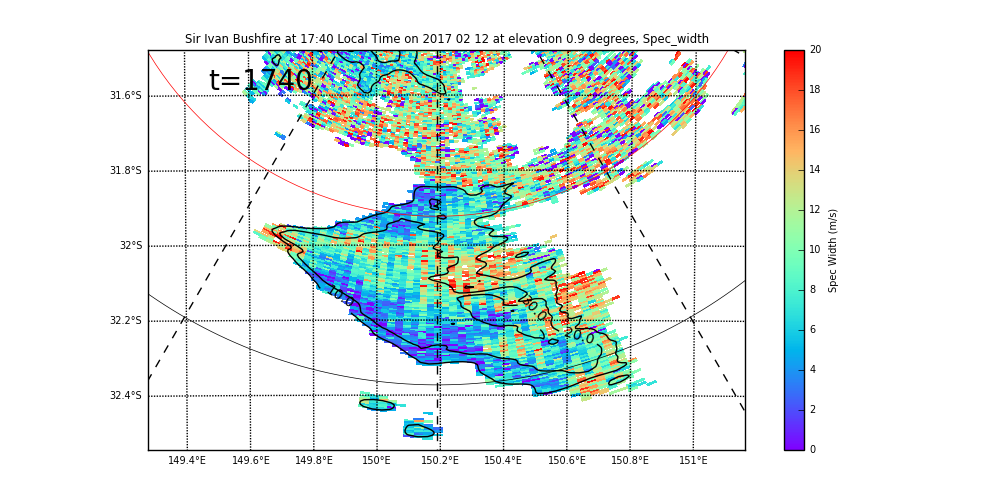 Sir Ivan Bushfire at 17:40 Local Time on 2017 02 12 at elevation 0.9 degrees, Spec_width
t=1740
31.6°S
31.8°S
32°S
32.2°S
32.4°S
149.4°E 149.6°E 149.8°E 150°E 150.2°E 150.4°E 150.6°E 150.8°E 151°E
20
18
16
14
12
10
8
6
4
2
0
Spec Width (m/s)